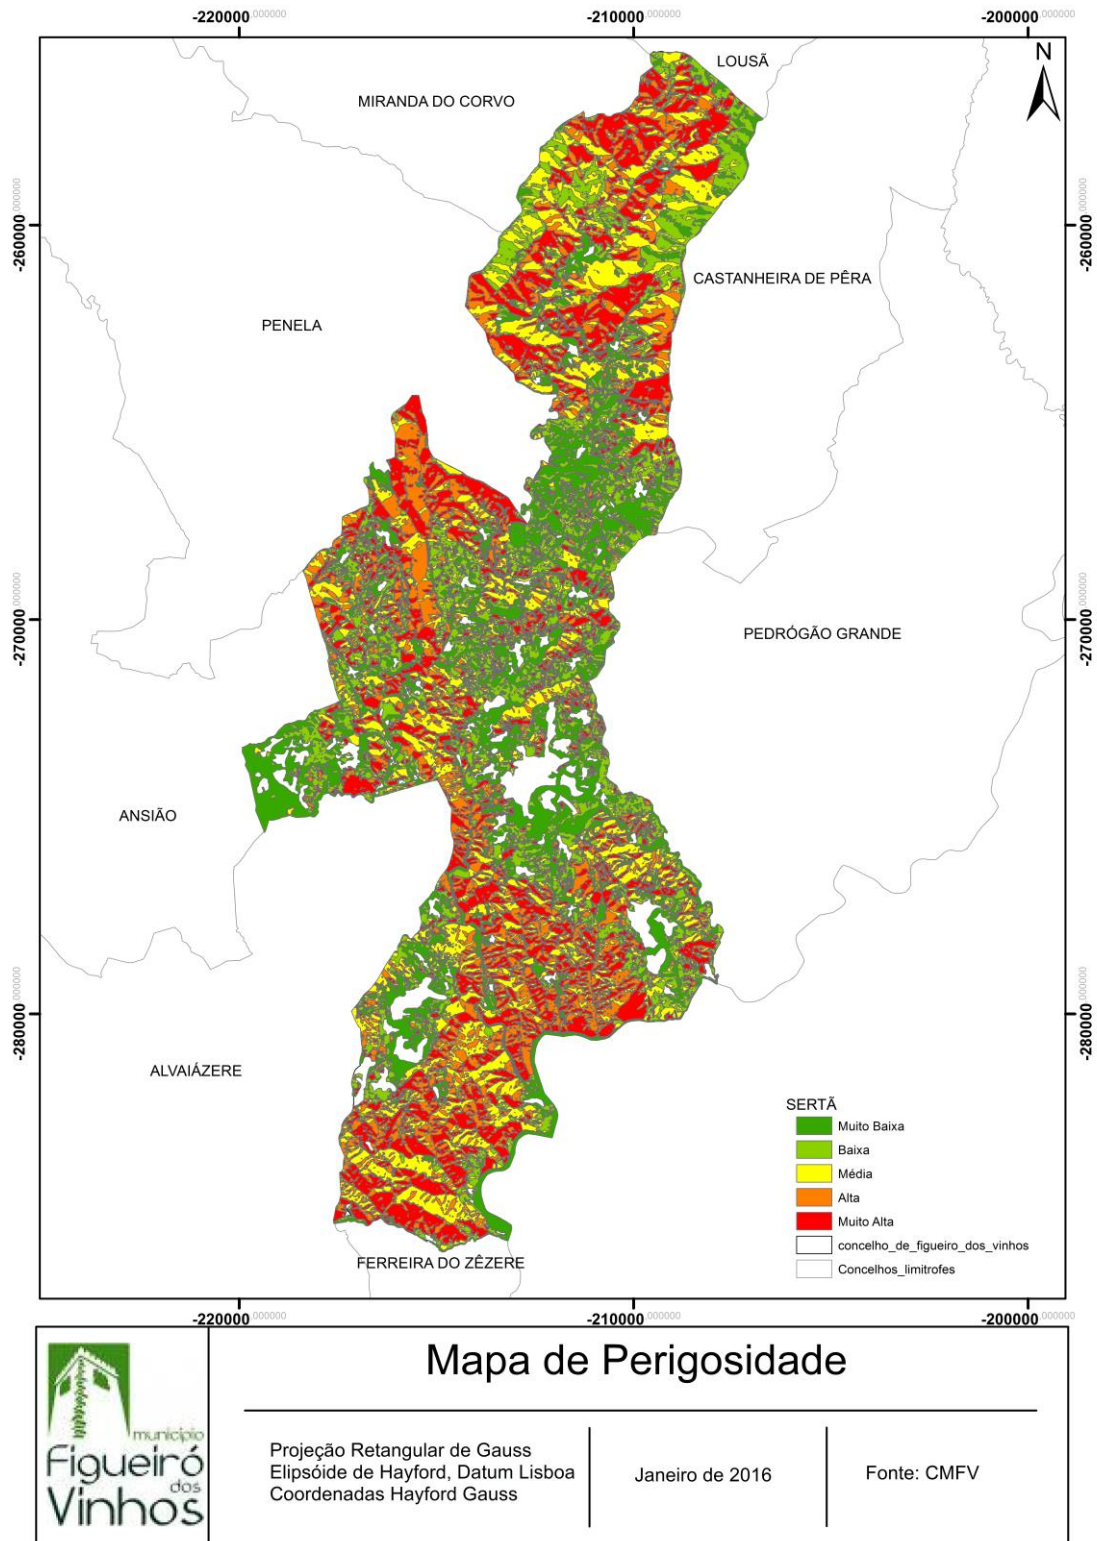 -220000,000000
-210000,000000
-200000,000000
LOUSÃ
N
MIRANDA DO CORVO
-260000,000000
-260000,000000
CASTANHEIRA DE PÊRA
PENELA
-270000,000000
-270000,000000
PEDRÓGÃO GRANDE
ANSIÃO
-280000,000000
-280000,000000
ALVAIÁZERE
SERTÃ
Muito Baixa
Baixa
Média
Alta
Muito Alta
concelho_de_figueiro_dos_vinhos
Concelhos_limitrofes
FERREIRA DO ZÊZERE
-220000,000000
-210000,000000
-200000,000000
município
Figueiró
dos
Vinhos
Mapa de Perigosidade
Projeção Retangular de Gauss
Elipsóide de Hayford, Datum Lisboa
Coordenadas Hayford Gauss
Janeiro de 2016
Fonte: CMFV